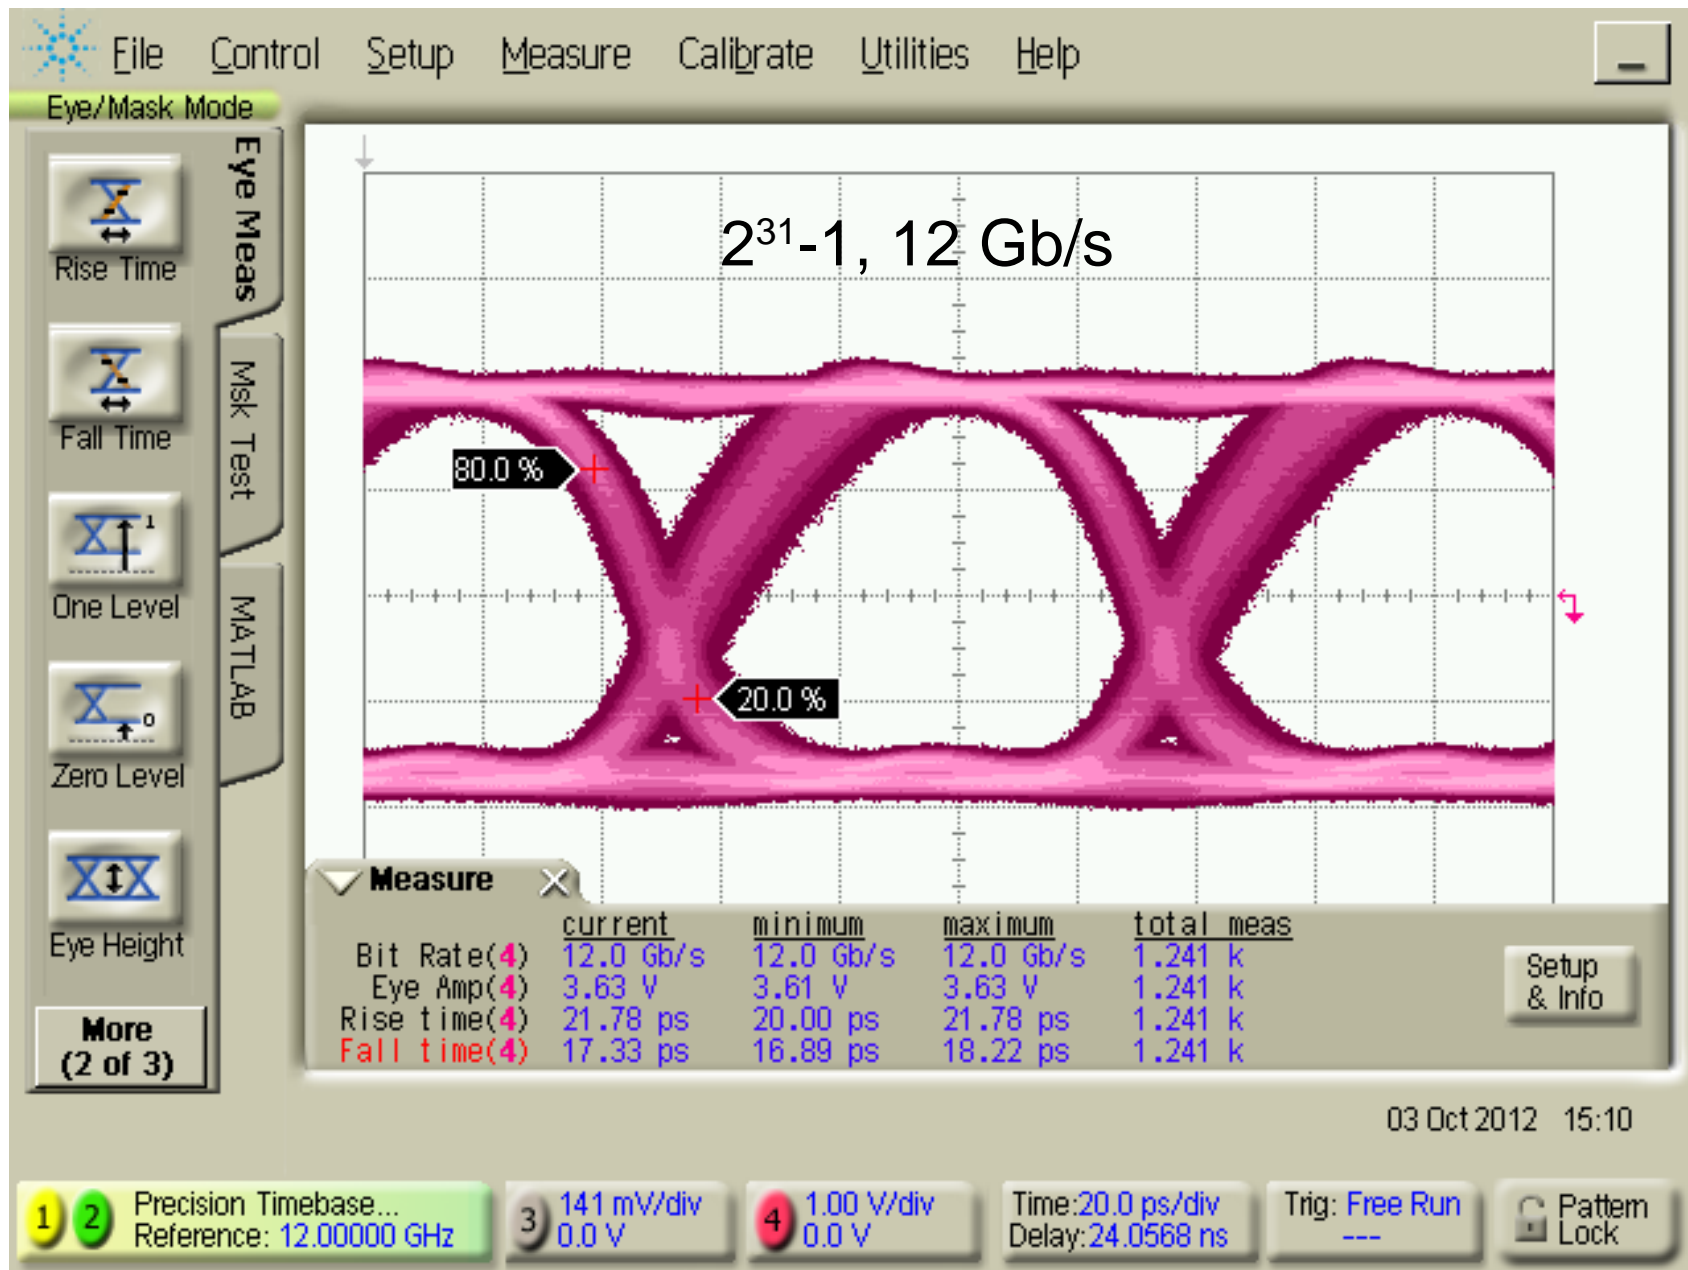 File Control Setup Measure Calibrate Utilities Help
Eye/Mask Mode
Eye Meas
Msk Test
MATLAB
Rise Time
Fall Time
1
One Level
0
Zero Level
Eye Height
More
(2 of 3)
2³¹-1, 12 Gb/s
80.0 %
20.0 %
Measure
current minimum maximum total meas
Bit Rate(4) 12.0 Gb/s 12.0 Gb/s 12.0 Gb/s 1.241 k
Eye Amp(4) 3.63 V 3.61 V 3.63 V 1.241 k
Rise time(4) 21.78 ps 20.00 ps 21.78 ps 1.241 k
Fall time(4) 17.33 ps 16.89 ps 18.22 ps 1.241 k
Setup
& Info
03 Oct 2012 15:10
1 2
Precision Timebase...
Reference: 12.00000 GHz
3
141 mV/div
0.0 V
4
1.00 V/div
0.0 V
Time:20.0 ps/div
Delay:24.0568 ns
Trig: Free Run
---
Pattern
Lock